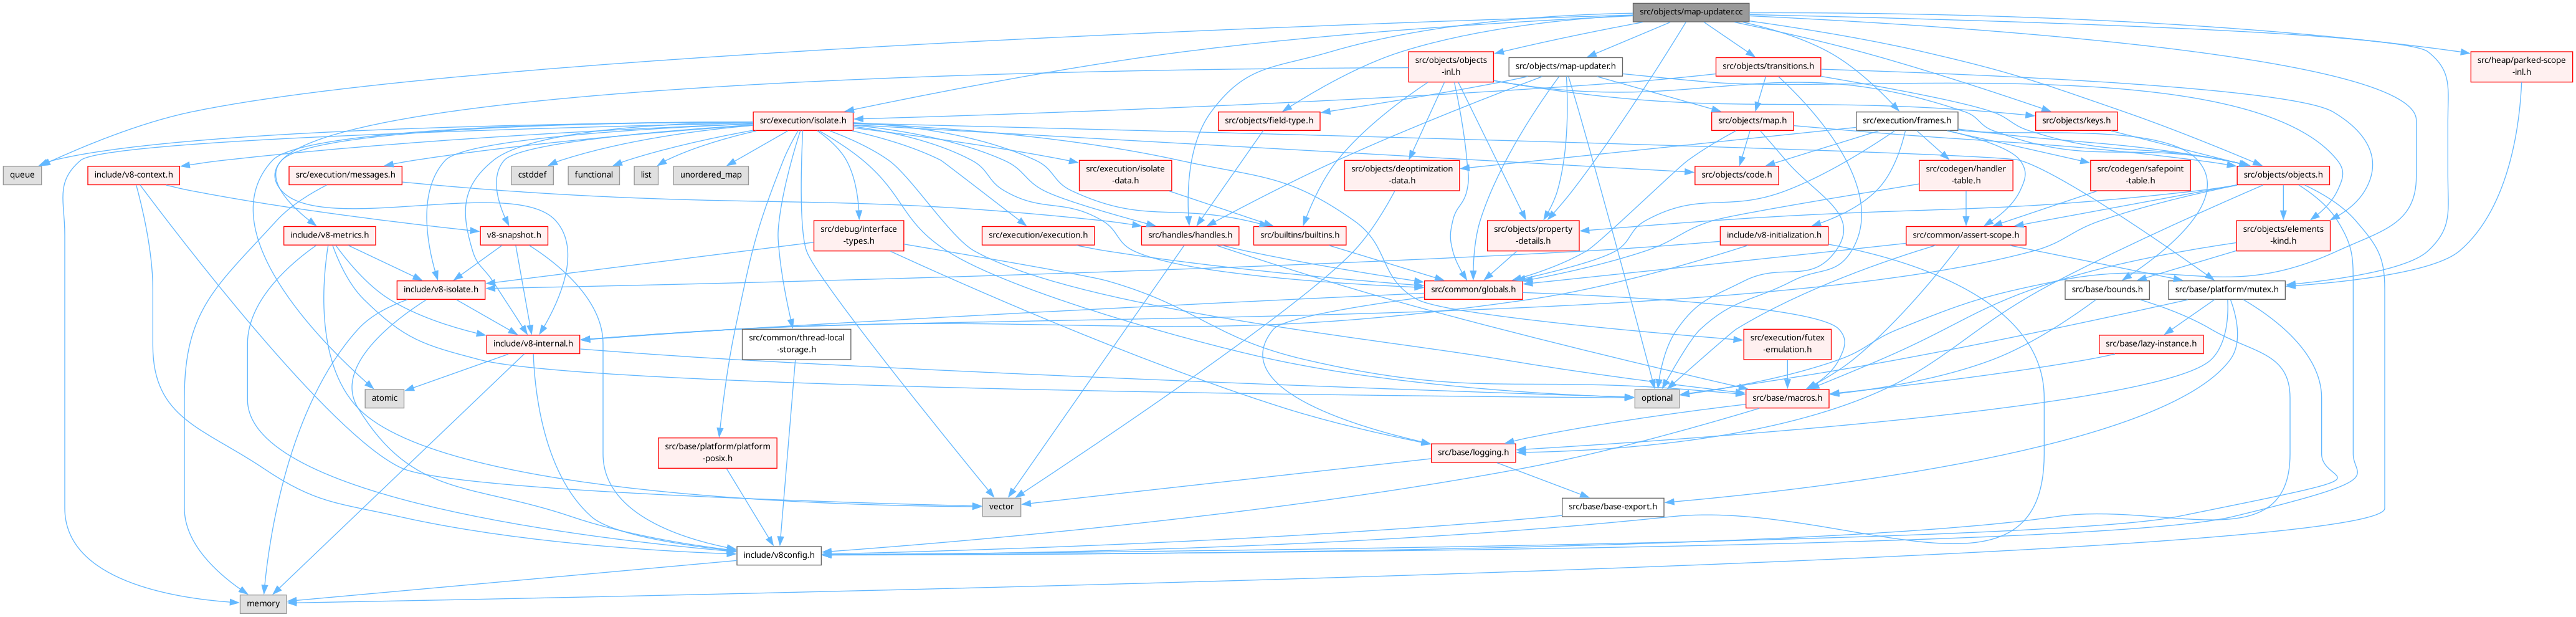 src/objects/map-updater.cc
src/objects/objects
-inl.h
src/objects/map-updater.h
src/objects/transitions.h
src/heap/parked-scope
-inl.h
src/execution/isolate.h
src/objects/field-type.h
src/objects/map.h
src/execution/frames.h
src/objects/keys.h
queue
include/v8-context.h
src/execution/messages.h
cstddef
functional
list
unordered_map
src/execution/isolate
-data.h
src/objects/deoptimization
-data.h
src/objects/code.h
src/codegen/handler
-table.h
src/codegen/safepoint
-table.h
src/objects/objects.h
include/v8-metrics.h
v8-snapshot.h
src/debug/interface
-types.h
src/execution/execution.h
src/handles/handles.h
src/builtins/builtins.h
src/objects/property
-details.h
include/v8-initialization.h
src/common/assert-scope.h
src/objects/elements
-kind.h
include/v8-isolate.h
src/common/globals.h
src/base/bounds.h
src/base/platform/mutex.h
include/v8-internal.h
src/common/thread-local
-storage.h
src/execution/futex
-emulation.h
src/base/lazy-instance.h
atomic
optional
src/base/macros.h
src/base/platform/platform
-posix.h
src/base/logging.h
vector
src/base/base-export.h
include/v8config.h
memory